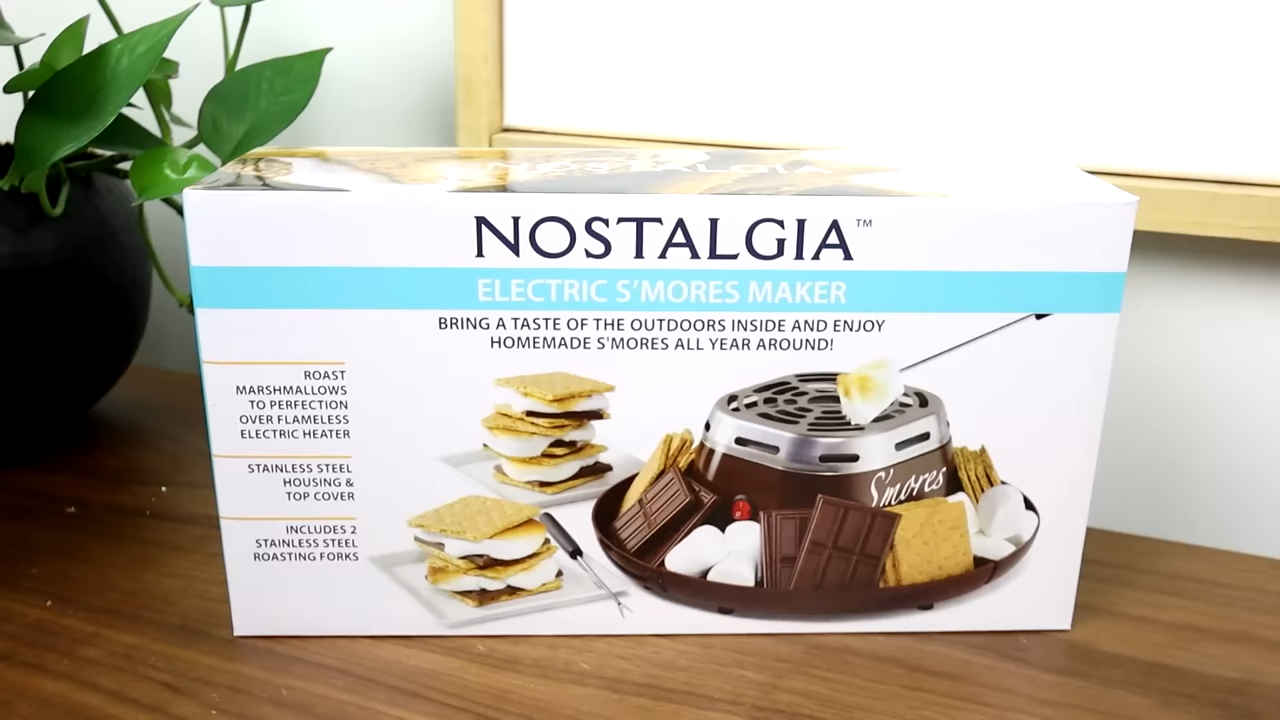 NOSTALGIA
NOSTALGIA™
ELECTRIC S'MORES MAKER
BRING A TASTE OF THE OUTDOORS INSIDE AND ENJOY
HOMEMADE S'MORES ALL YEAR AROUND!
ROAST
MARSHMALLOWS
TO PERFECTION
OVER FLAMELESS
ELECTRIC HEATER
STAINLESS STEEL
HOUSING &
TOP COVER
INCLUDES 2
STAINLESS STEEL
ROASTING FORKS
S'mores